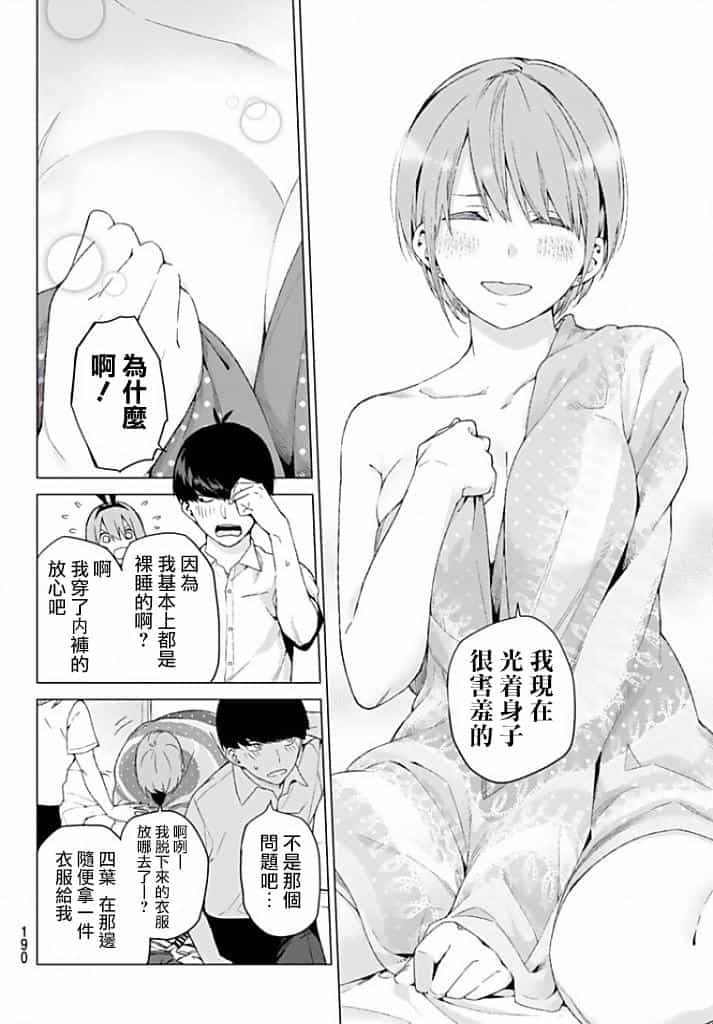 我現在
光着身子
很害羞的
為什麼
啊！
因為
我基本上都是
裸睡的啊？
啊
我穿了内褲的
放心吧
不是那個
問題吧…
啊咧—
我脱下來的衣服
放哪去了—？
四葉 在那邊
隨便拿一件
衣服給我
190